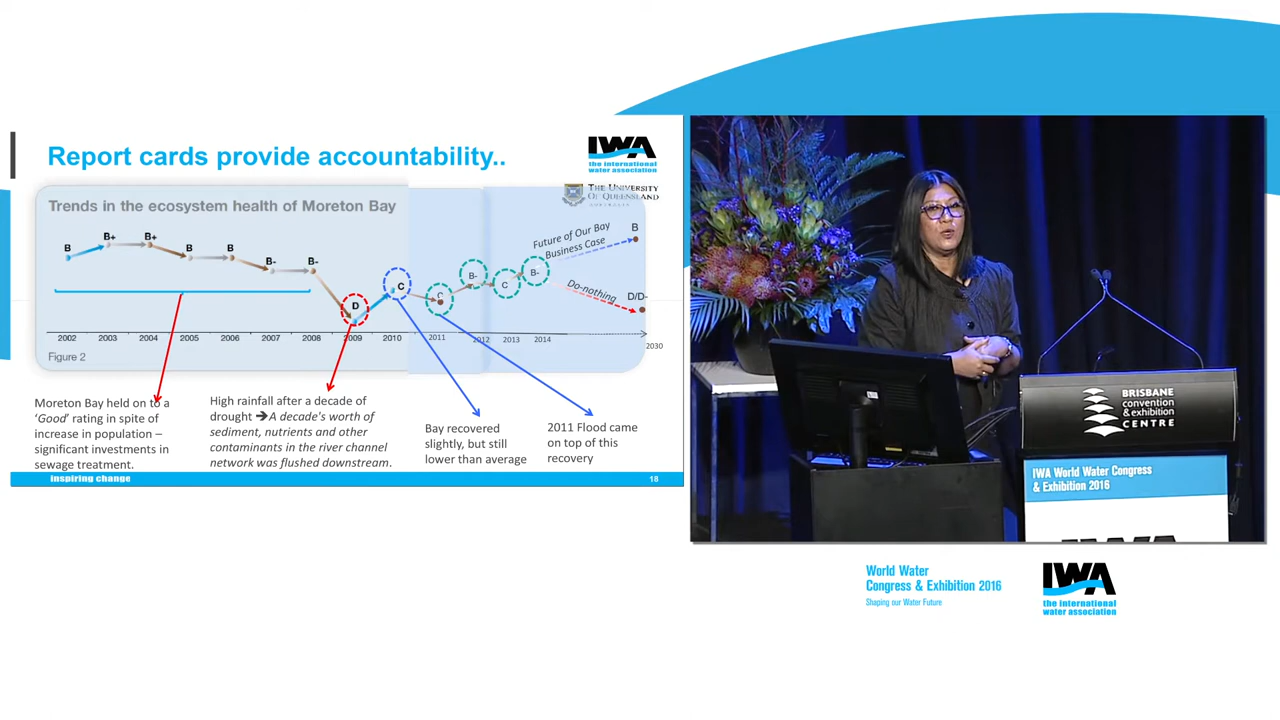 Report cards provide accountability..
IWA
the international
water association
THE UNIVERSITY
OF QUEENSLAND
Trends in the ecosystem health of Moreton Bay
B
B+
B+
B
B
B-
B-
D
C
C
B-
C
B-
Future of Our Bay
Business Case
B
Do-nothing
D/D-
2002
2003
2004
2005
2006
2007
2008
2009
2010
2011
2012
2013
2014
2030
Figure 2
Moreton Bay held on to a
‘Good’ rating in spite of
increase in population –
significant investments in
sewage treatment.
High rainfall after a decade of
drought ➔A decade's worth of
sediment, nutrients and other
contaminants in the river channel
network was flushed downstream.
Bay recovered
slightly, but still
lower than average
2011 Flood came
on top of this
recovery
inspiring change
18
BRISBANE
convention
& exhibition
CENTRE
IWA World Water Congress
& Exhibition 2016
World Water
Congress & Exhibition 2016
Shaping our Water Future
IWA
the international
water association